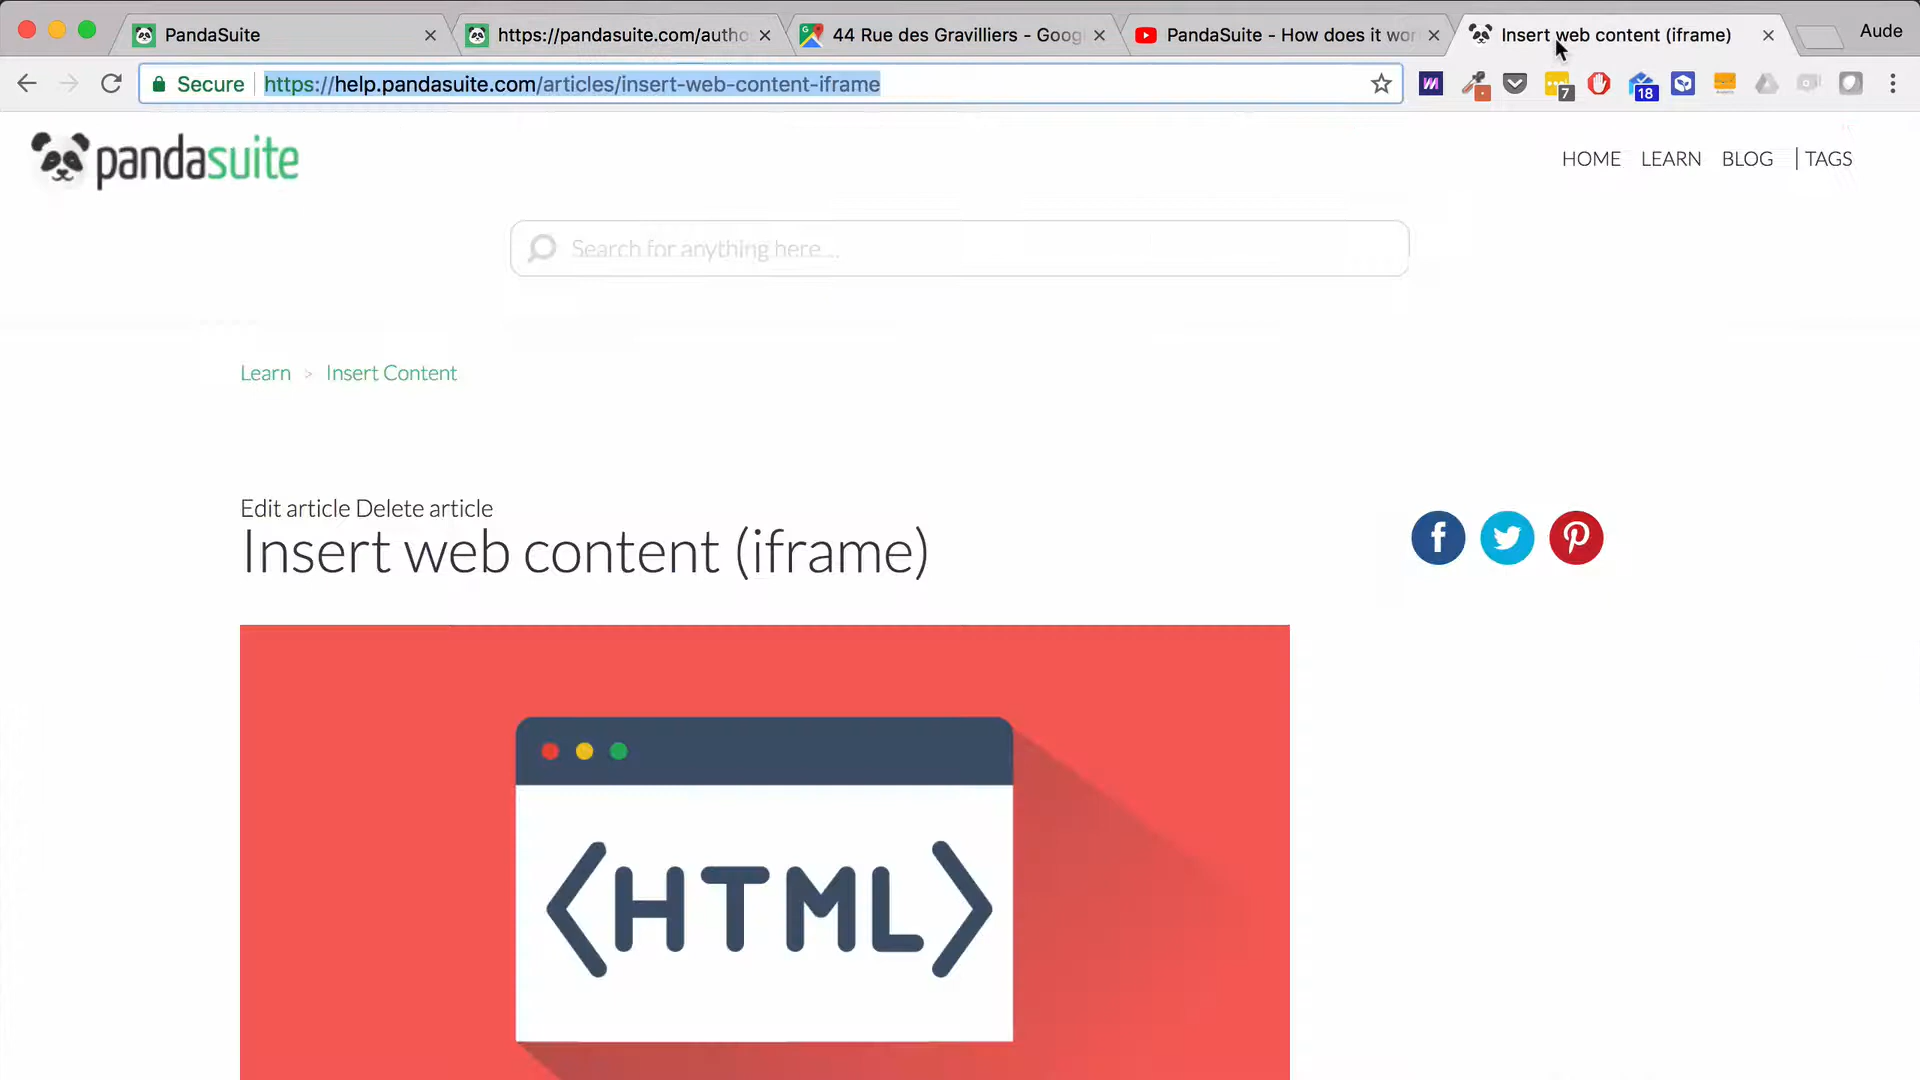 PandaSuite
https://pandasuite.com/autho
44 Rue des Gravilliers - Goog
PandaSuite - How does it wor
Insert web content (iframe)
Aude
Secure
https://help.pandasuite.com/articles/insert-web-content-iframe
7
18
pandasuite
HOME
LEARN
BLOG
| TAGS
Search for anything here...
Learn > Insert Content
Edit article Delete article
Insert web content (iframe)
<HTML>